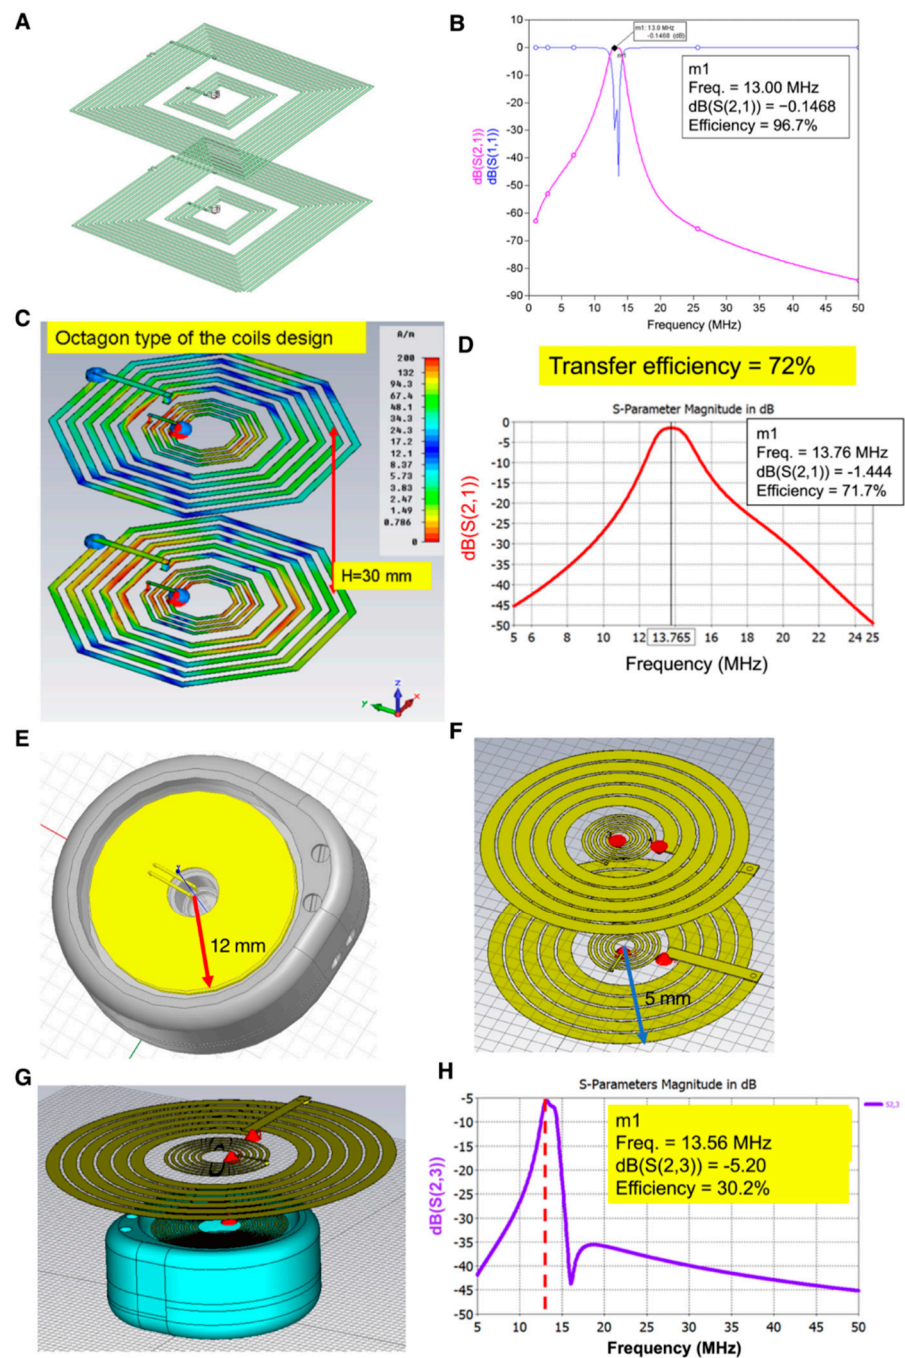 A
B
m1: 13.0 MHz
-0.1468 (dB)
m1
m1
Freq. = 13.00 MHz
dB(S(2,1)) = −0.1468
Efficiency = 96.7%
dB(S(2,1))
dB(S(1,1))
10
0
-10
-20
-30
-40
-50
-60
-70
-80
-90
0 5 10 15 20 25 30 35 40 45 50
Frequency (MHz)
C
Octagon type of the coils design
A/m
200
132
94.3
67.4
48.1
34.3
24.3
17.2
12.1
8.37
5.73
3.83
2.47
1.49
0.786
0
H=30 mm
z
y
x
D
Transfer efficiency = 72%
S-Parameter Magnitude in dB
m1
Freq. = 13.76 MHz
dB(S(2,1)) = -1.444
Efficiency = 71.7%
dB(S(2,1))
0
-5
-10
-15
-20
-25
-30
-35
-40
-45
-50
5 6 8 10 12 13.765 16 18 20 22 24 25
Frequency (MHz)
E
12 mm
F
5 mm
G
H
S-Parameters Magnitude in dB
S2,3
m1
Freq. = 13.56 MHz
dB(S(2,3)) = -5.20
Efficiency = 30.2%
dB(S(2,3))
-5
-10
-15
-20
-25
-30
-35
-40
-45
-50
5 10 15 20 25 30 35 40 45 50
Frequency (MHz)